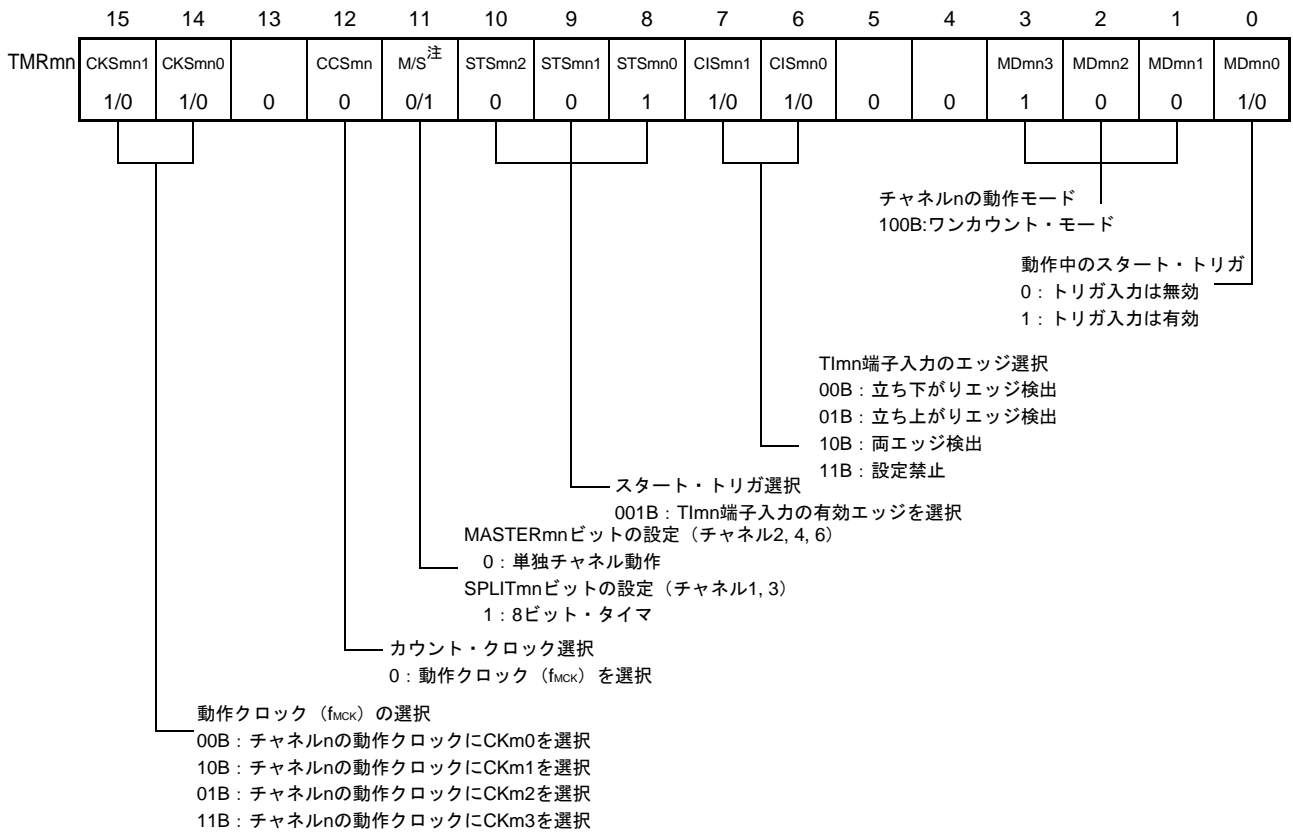 15 14 13 12 11 10 9 8 7 6 5 4 3 2 1 0
TMRmn CKSmn1 CKSmn0 CCSmn M/S注 STSmn2 STSmn1 STSmn0 CISmn1 CISmn0 MDmn3 MDmn2 MDmn1 MDmn0
1/0 1/0 0 0 0/1 0 0 1 1/0 1/0 0 0 1 0 0 1/0
チャネルnの動作モード
100B:ワンカウント・モード
動作中のスタート・トリガ
0：トリガ入力は無効
1：トリガ入力は有効
TImn端子入力のエッジ選択
00B：立ち下がりエッジ検出
01B：立ち上がりエッジ検出
10B：両エッジ検出
11B：設定禁止
スタート・トリガ選択
001B：TImn端子入力の有効エッジを選択
MASTERmnビットの設定（チャネル2, 4, 6）
0：単独チャネル動作
SPLITmnビットの設定（チャネル1, 3）
1：8ビット・タイマ
カウント・クロック選択
0：動作クロック（fMCK）を選択
動作クロック（fMCK）の選択
00B：チャネルnの動作クロックにCKm0を選択
10B：チャネルnの動作クロックにCKm1を選択
01B：チャネルnの動作クロックにCKm2を選択
11B：チャネルnの動作クロックにCKm3を選択